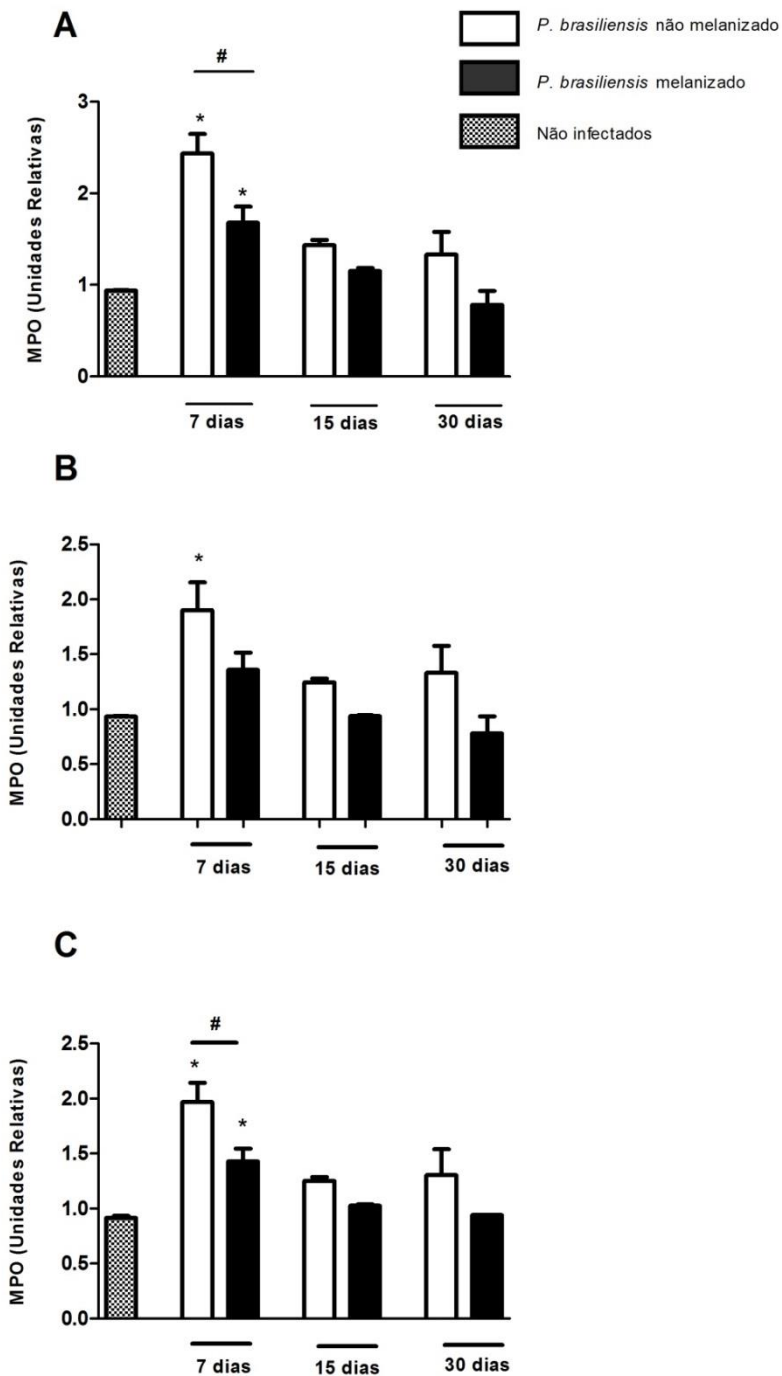 A
P. brasiliensis não melanizado
P. brasiliensis melanizado
Não infectados
#
*
*
MPO (Unidades Relativas)
3
2
1
0
7 dias
15 dias
30 dias
B
*
MPO (Unidades Relativas)
2.5
2.0
1.5
1.0
0.5
0.0
7 dias
15 dias
30 dias
C
#
*
*
MPO (Unidades Relativas)
2.5
2.0
1.5
1.0
0.5
0.0
7 dias
15 dias
30 dias